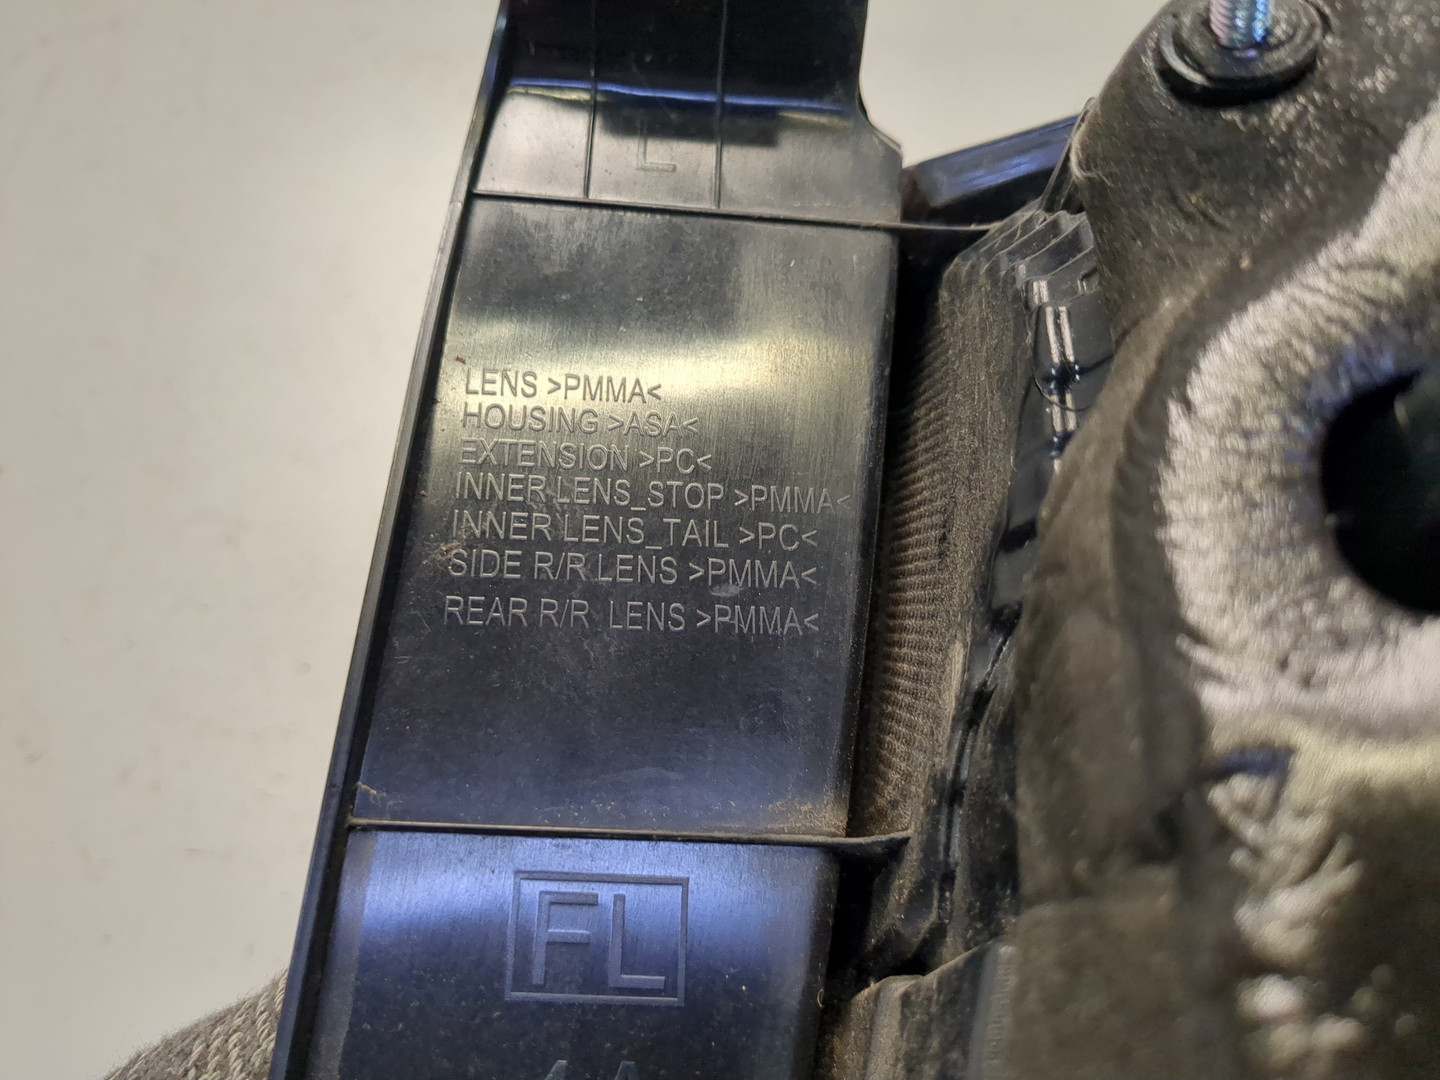 L
LENS >PMMA<
HOUSING >ASA<
EXTENSION >PC<
INNER LENS_STOP >PMMA<
INNER LENS_TAIL >PC<
SIDE R/R LENS >PMMA<
REAR R/R LENS >PMMA<
FL